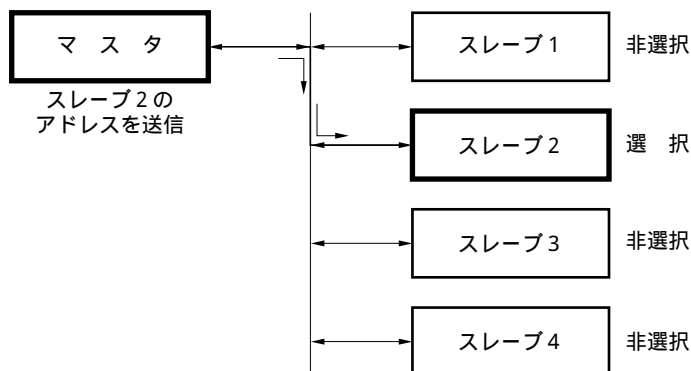 マ ス タ
スレーブ2の
アドレスを送信
スレーブ1
非選択
スレーブ2
選 択
スレーブ3
非選択
スレーブ4
非選択